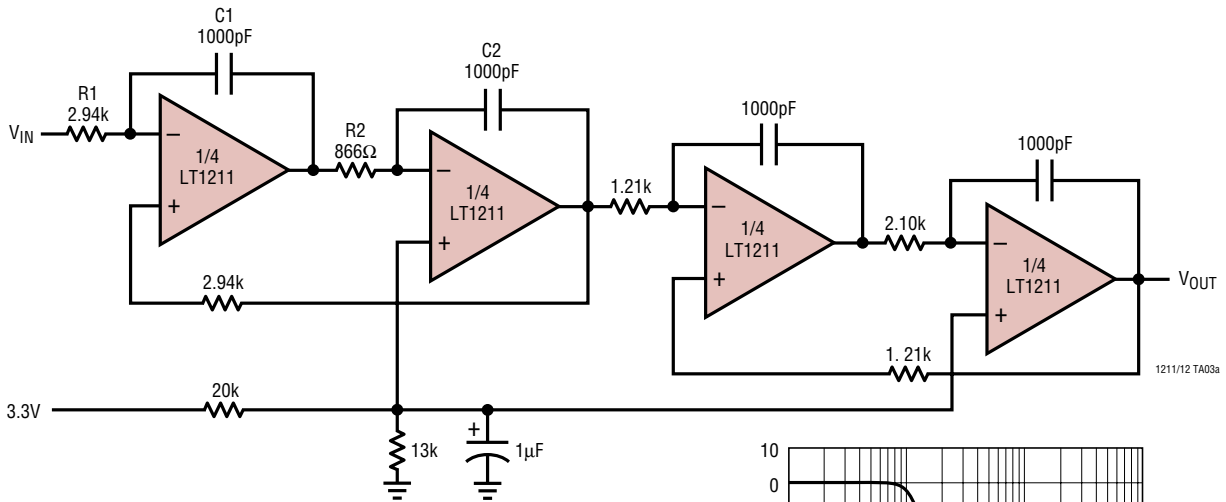 C1
1000pF
R1
2.94k
VIN
−
+
1/4
LT1211
R2
866Ω
C2
1000pF
−
+
1/4
LT1211
2.94k
1.21k
1000pF
−
+
1/4
LT1211
2.10k
1000pF
−
+
1/4
LT1211
VOUT
1. 21k
1211/12 TA03a
3.3V
20k
13k
+
1µF
10
0